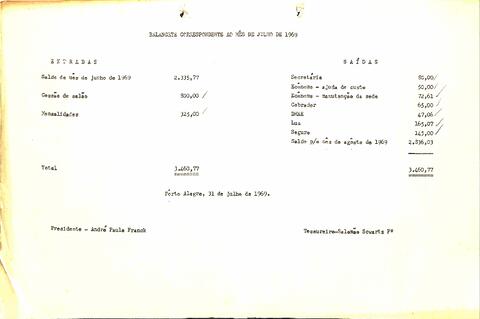 BALANCETE CORRESPONDENTE AO MÊS DE JULHO DE 1969
ENTRADAS
SAÍDAS
Saldo do mês de junho de 1969 2.335,77
Secretária 80,00
Ecônomo - ajuda de custo 50,00
Cessão do salão 800,00
Ecônomo - manutenção da sede 72,61
Cobrador 65,00
Mensalidades 325,00
DMAE 47,06
Luz 165,07
Seguro 145,00
Saldo p/o mês de agôsto de 1969 2.836,03
Total 3.460,77
3.460,77
Pôrto Alegre, 31 de julho de 1969.
Presidente - André Paulo Franck
Tesoureiro-Salomão Scwartz Fº